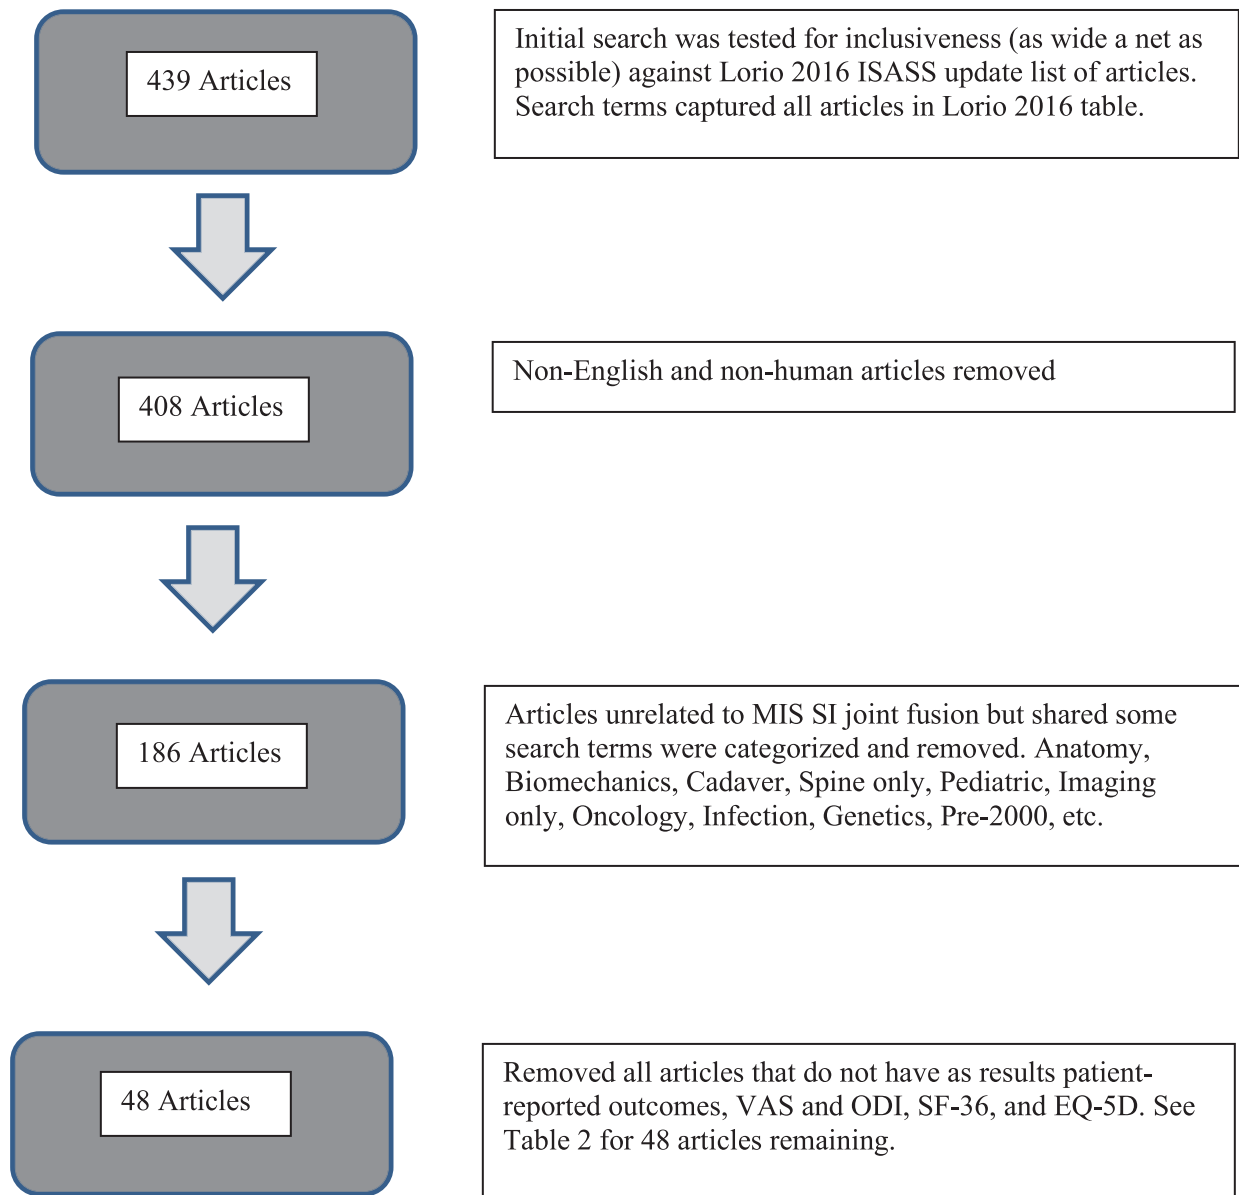 439 Articles
Initial search was tested for inclusiveness (as wide a net as
possible) against Lorio 2016 ISASS update list of articles.
Search terms captured all articles in Lorio 2016 table.
408 Articles
Non-English and non-human articles removed
186 Articles
Articles unrelated to MIS SI joint fusion but shared some
search terms were categorized and removed. Anatomy,
Biomechanics, Cadaver, Spine only, Pediatric, Imaging
only, Oncology, Infection, Genetics, Pre-2000, etc.
48 Articles
Removed all articles that do not have as results patient-
reported outcomes, VAS and ODI, SF-36, and EQ-5D. See
Table 2 for 48 articles remaining.